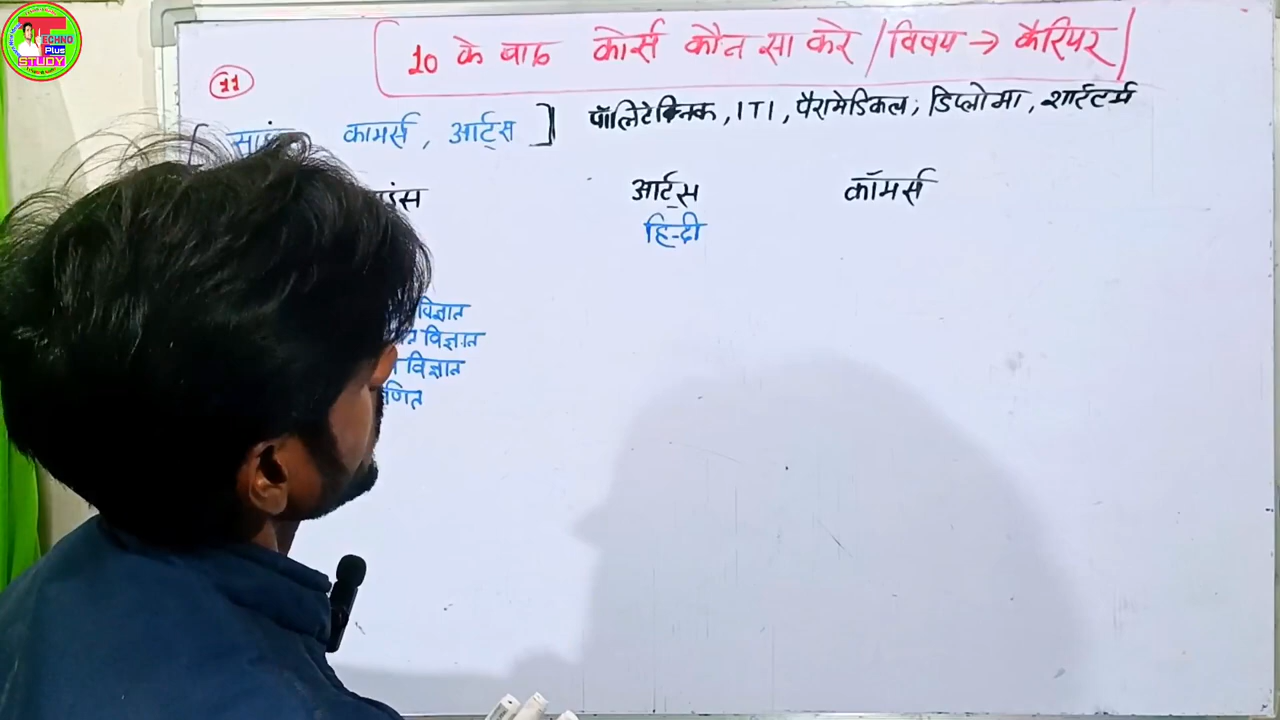 TECHNO
Plus
STUDY
10 के बाद कोर्स कौन सा करे / विषय → कैरियर
11
कामर्स, आर्ट्स ] पॉलिटेक्निक, ITI, पैरामेडिकल, डिप्लोमा, शार्टटर्म
आर्ट्स कॉमर्स
हिन्दी
विज्ञान
विज्ञान
विज्ञान